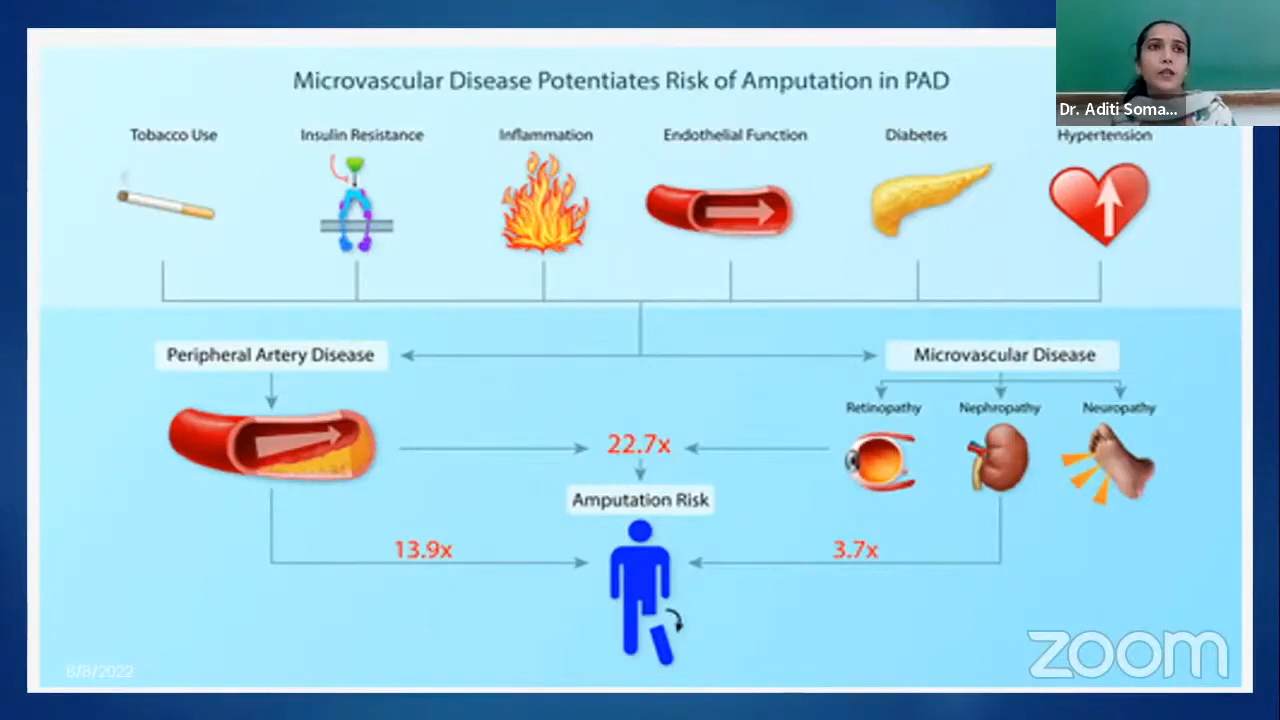 Microvascular Disease Potentiates Risk of Amputation in PAD
Dr. Aditi Soma...
Tobacco Use
Insulin Resistance
Inflammation
Endothelial Function
Diabetes
Hypertension
Peripheral Artery Disease
Microvascular Disease
Retinopathy
Nephropathy
Neuropathy
22.7x
Amputation Risk
13.9x
3.7x
8/8/2022
zoom